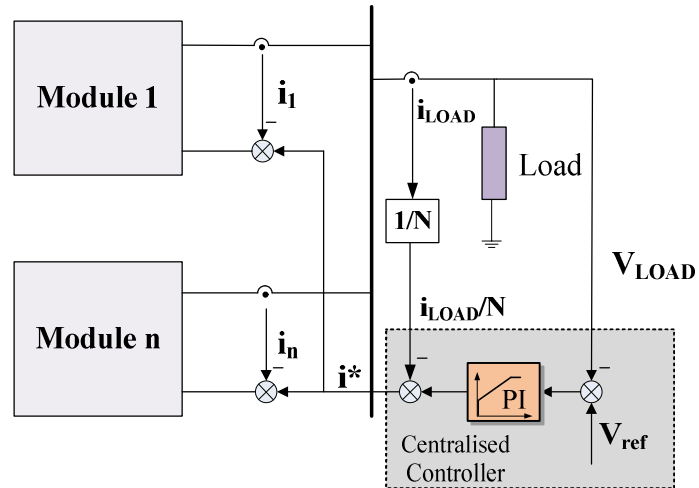 Module 1
i1
−
iLOAD
Load
1/N
VLOAD
Module n
in
−
iLOAD/N
i*
−
PI
−
Vref
Centralised
Controller